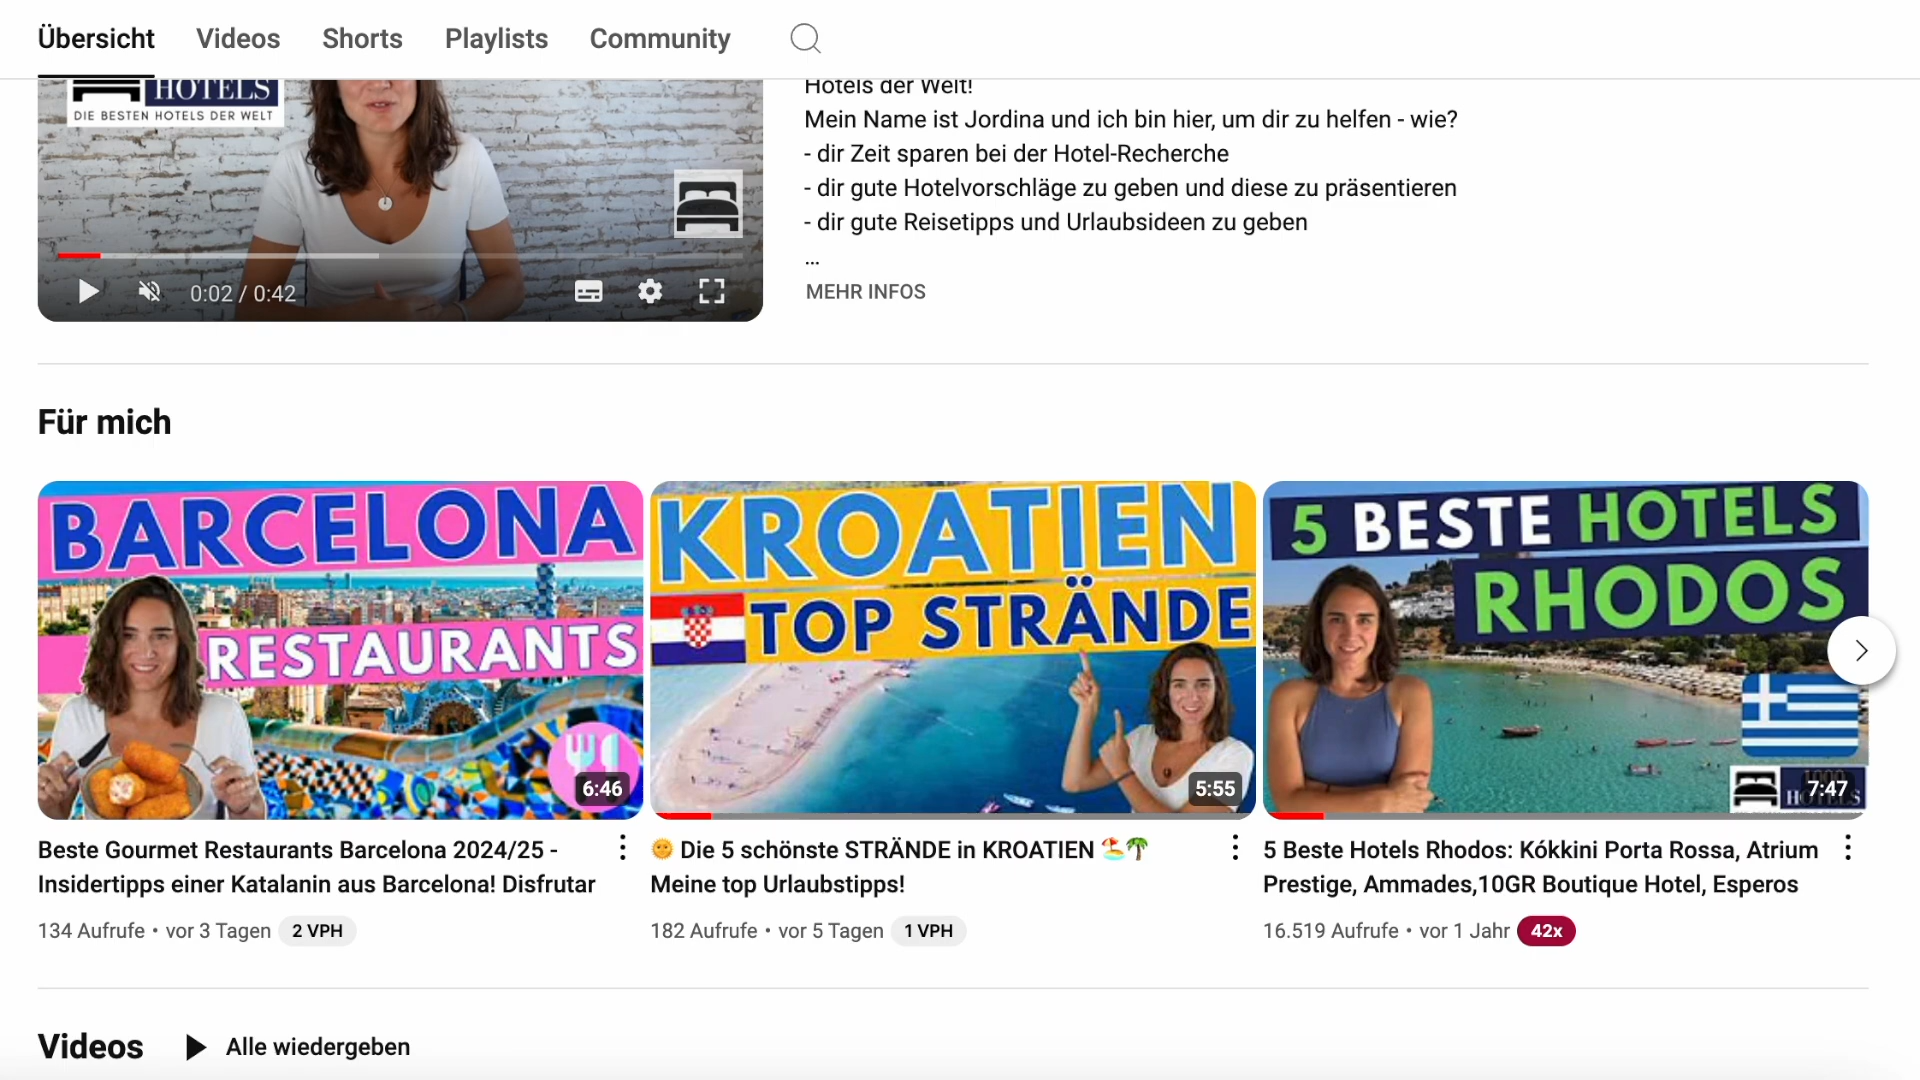 Übersicht
Videos
Shorts
Playlists
Community
HOTELS
DIE BESTEN HOTELS DER WELT
0:02 / 0:42
Hotels der Welt!
Mein Name ist Jordina und ich bin hier, um dir zu helfen - wie?
- dir Zeit sparen bei der Hotel-Recherche
- dir gute Hotelvorschläge zu geben und diese zu präsentieren
- dir gute Reisetipps und Urlaubsideen zu geben
...
MEHR INFOS
Für mich
BARCELONA
RESTAURANTS
6:46
Beste Gourmet Restaurants Barcelona 2024/25 -
Insidertipps einer Katalanin aus Barcelona! Disfrutar
134 Aufrufe • vor 3 Tagen 2 VPH
KROATIEN
TOP STRÄNDE
5:55
🌞 Die 5 schönste STRÄNDE in KROATIEN 🏖️🌴
Meine top Urlaubstipps!
182 Aufrufe • vor 5 Tagen 1 VPH
5 BESTE HOTELS
RHODOS
1000
HOTELS
7:47
5 Beste Hotels Rhodos: Kókkini Porta Rossa, Atrium
Prestige, Ammades,10GR Boutique Hotel, Esperos
16.519 Aufrufe • vor 1 Jahr 42x
Videos
Alle wiedergeben